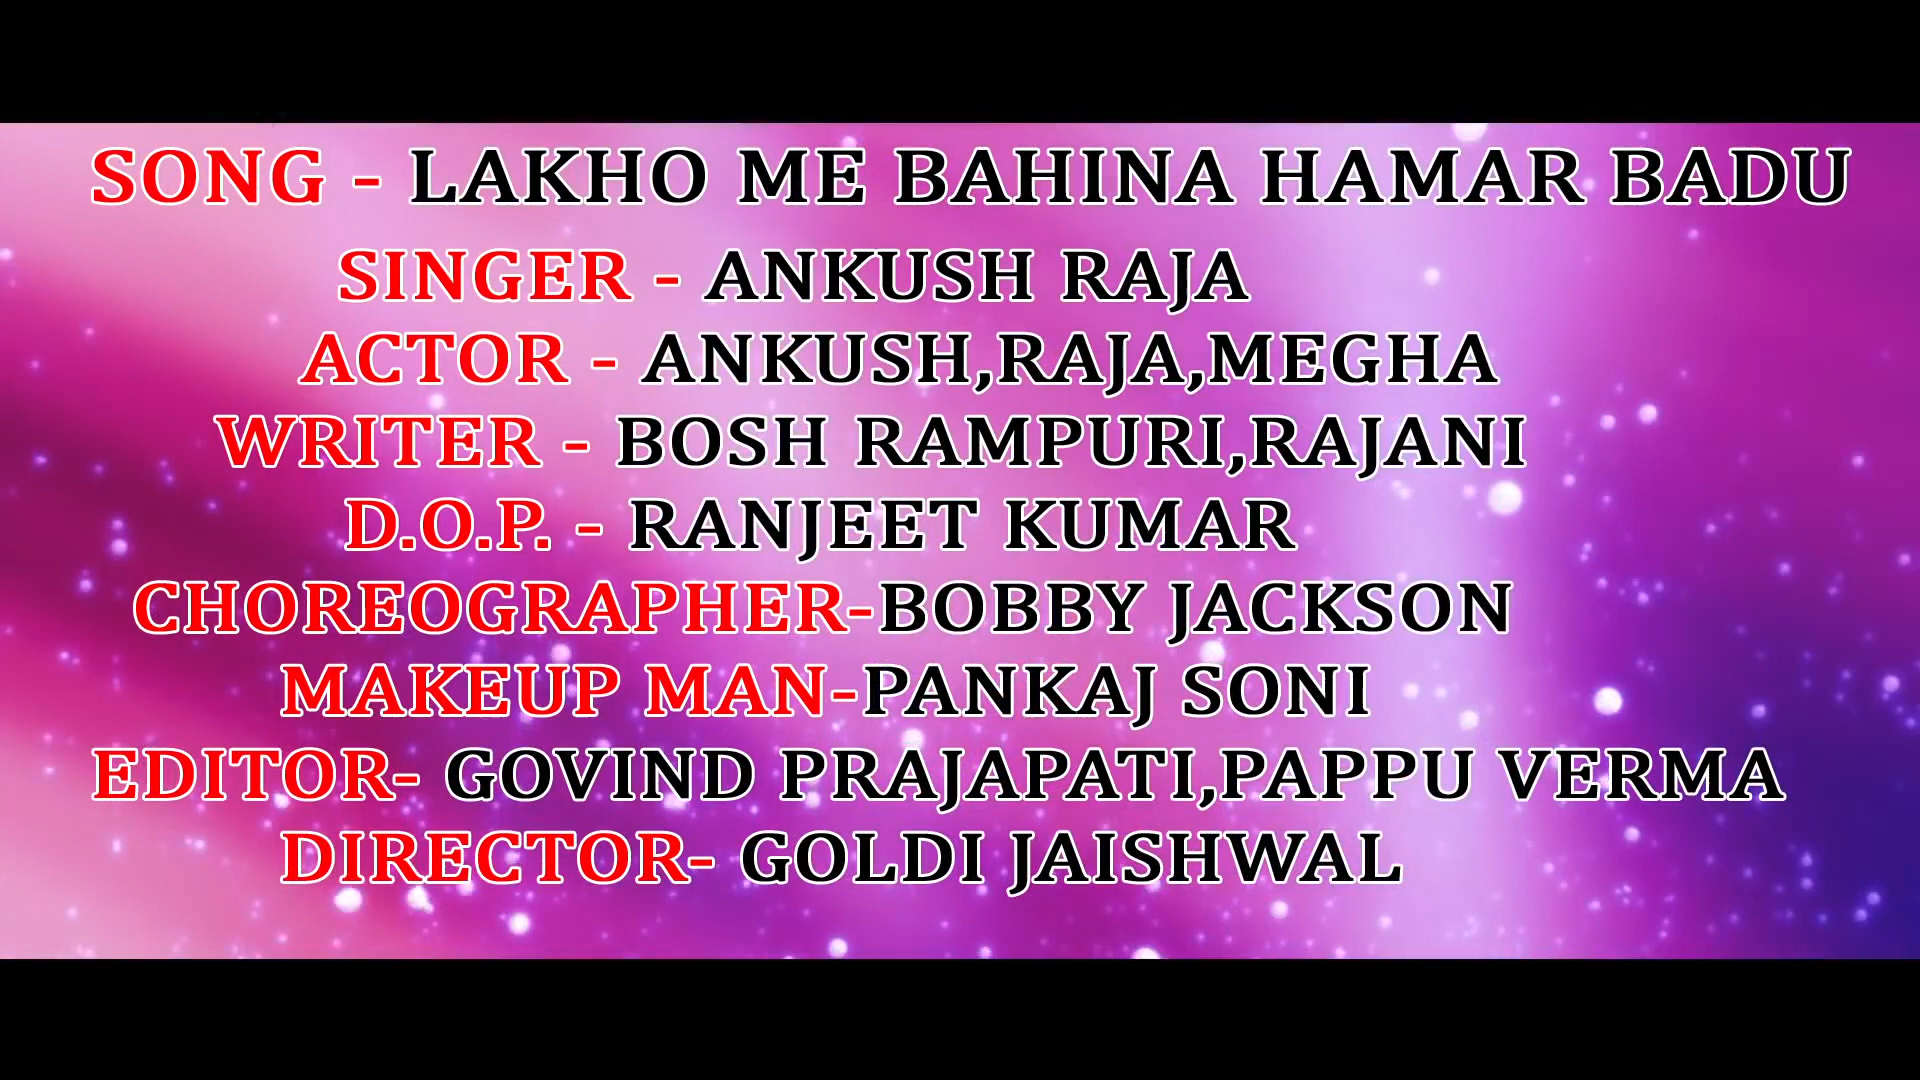 SONG - LAKHO ME BAHINA HAMAR BADU
SINGER - ANKUSH RAJA
ACTOR - ANKUSH,RAJA,MEGHA
WRITER - BOSH RAMPURI,RAJANI
D.O.P. - RANJEET KUMAR
CHOREOGRAPHER-BOBBY JACKSON
MAKEUP MAN-PANKAJ SONI
EDITOR- GOVIND PRAJAPATI,PAPPU VERMA
DIRECTOR- GOLDI JAISHWAL